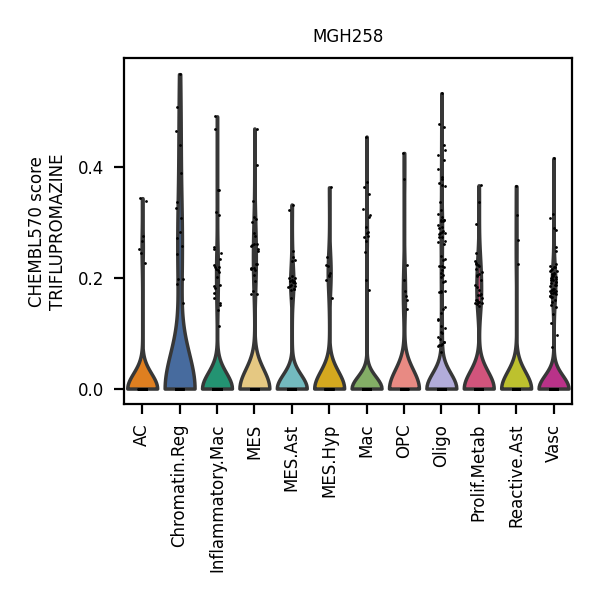 MGH258
CHEMBL570 score
TRIFLUPROMAZINE
0.4
0.2
0.0
AC
Chromatin.Reg
Inflammatory.Mac
MES
MES.Ast
MES.Hyp
Mac
OPC
Oligo
Prolif.Metab
Reactive.Ast
Vasc